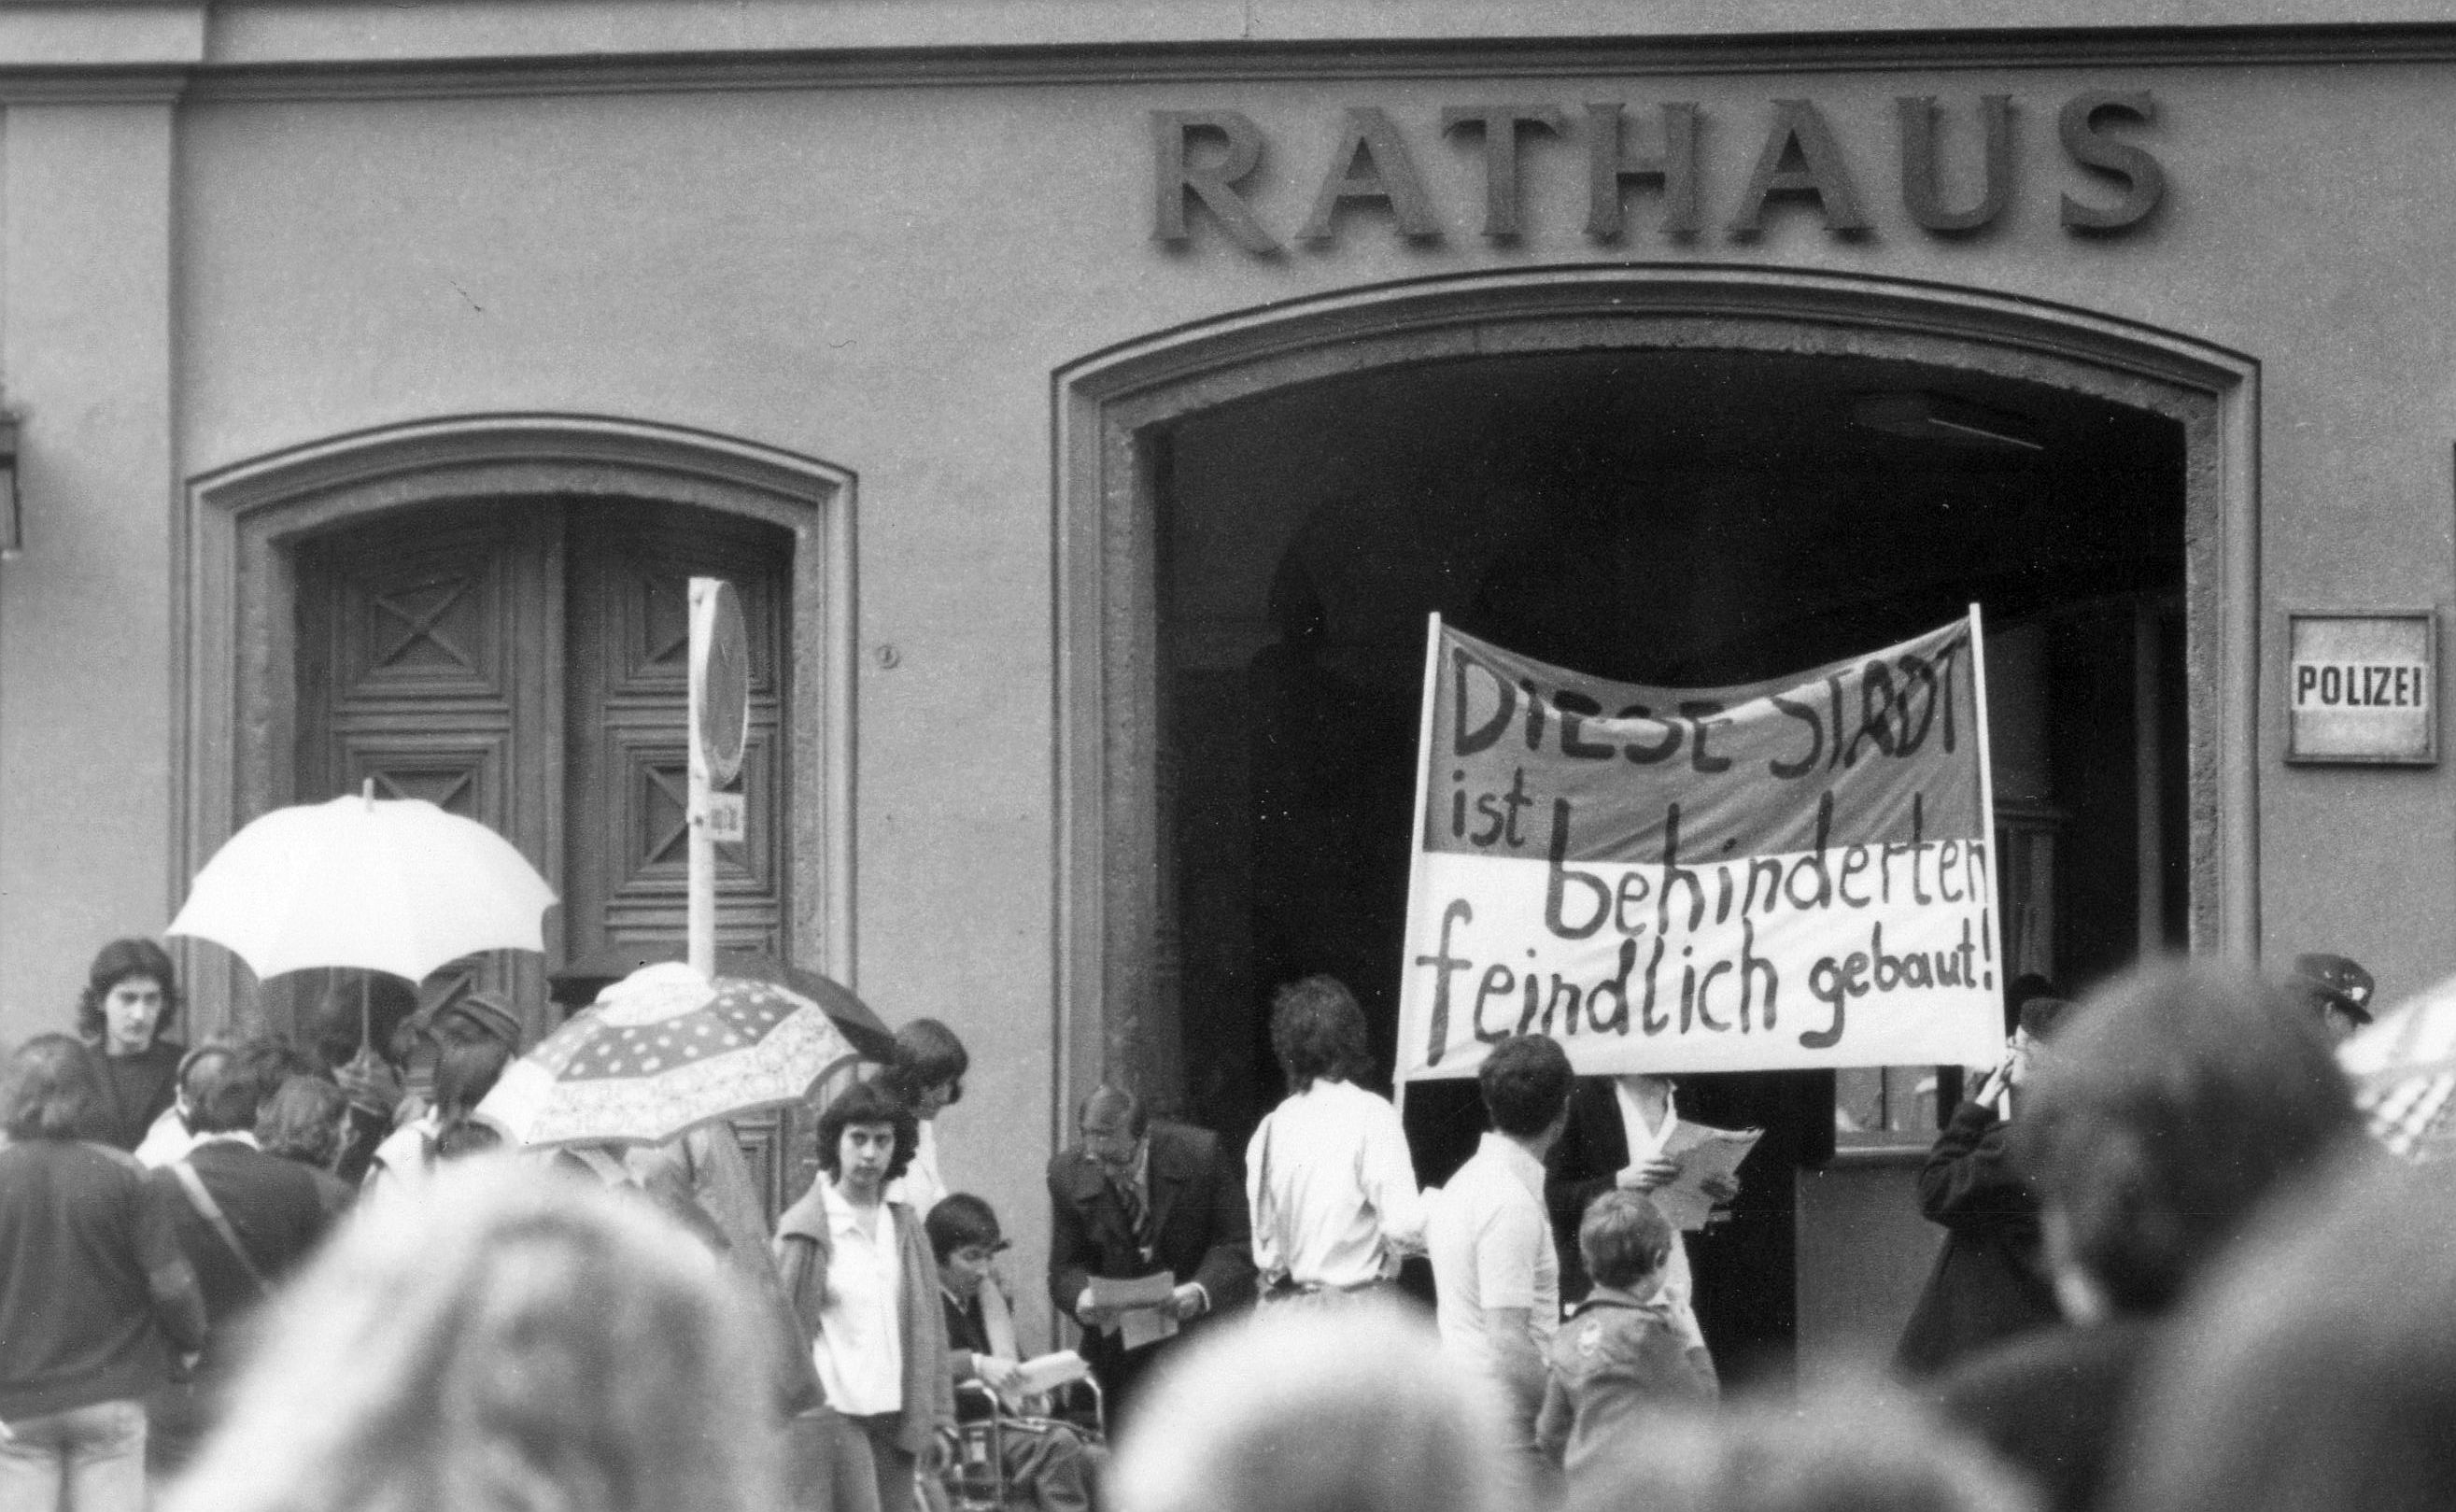 RATHAUS
DIESE STADT
ist behinderten
feindlich gebaut!
POLIZEI